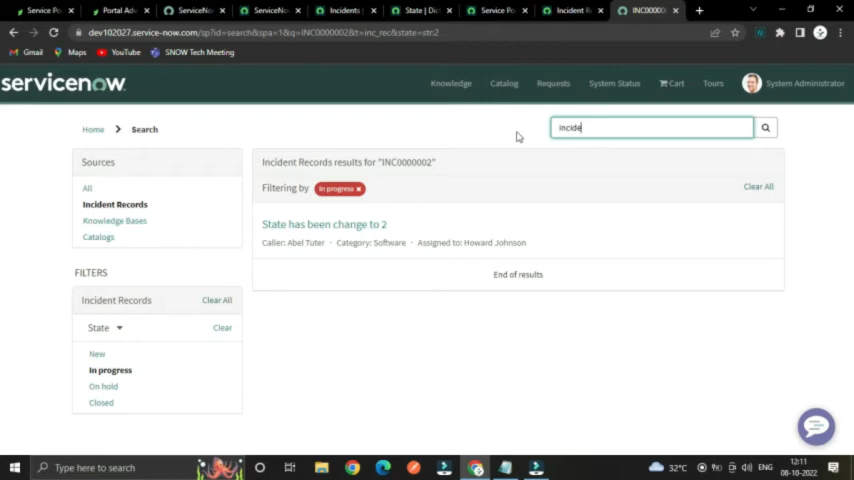 Service Po
Portal Adv
ServiceNo
ServiceNo
Incidents |
State | Dic
Service Po
Incident R
INC000000
dev102027.service-now.com/sp?id=search&spa=1&q=INC0000002&t=inc_rec&state=str:2
Gmail
Maps
YouTube
SNOW Tech Meeting
servicenow
Knowledge
Catalog
Requests
System Status
Cart
Tours
System Administrator
Home
Search
incide
Sources
All
Incident Records
Knowledge Bases
Catalogs
Incident Records results for "INC0000002"
Filtering by In progress ×
Clear All
State has been change to 2
Caller: Abel Tuter · Category: Software · Assigned to: Howard Johnson
End of results
FILTERS
Incident Records
Clear All
State
Clear
New
In progress
On hold
Closed
Type here to search
32°C
ENG
12:11
08-10-2022